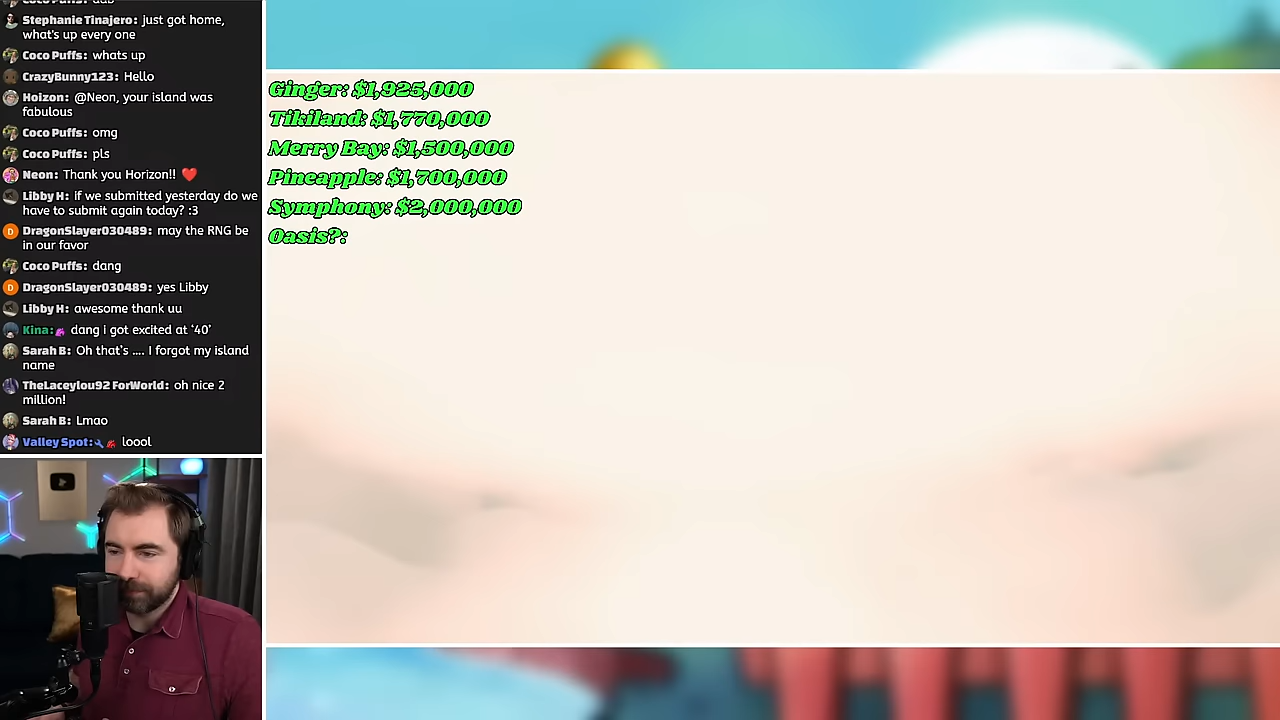 Stephanie Tinajero: just got home,
what's up every one
Coco Puffs: whats up
CrazyBunny123: Hello
Hoizon: @Neon, your island was
fabulous
Coco Puffs: omg
Coco Puffs: pls
Neon: Thank you Horizon!! ❤️
Libby H: if we submitted yesterday do we
have to submit again today? :3
D DragonSlayer030489: may the RNG be
in our favor
Coco Puffs: dang
D DragonSlayer030489: yes Libby
Libby H: awesome thank uu
Kina: dang i got excited at ‘40’
Sarah B: Oh that’s .... I forgot my island
name
TheLaceylou92 ForWorld: oh nice 2
million!
Sarah B: Lmao
Valley Spot: loool
Ginger: $1,925,000
Tikiland: $1,770,000
Merry Bay: $1,500,000
Pineapple: $1,700,000
Symphony: $2,000,000
Oasis?: